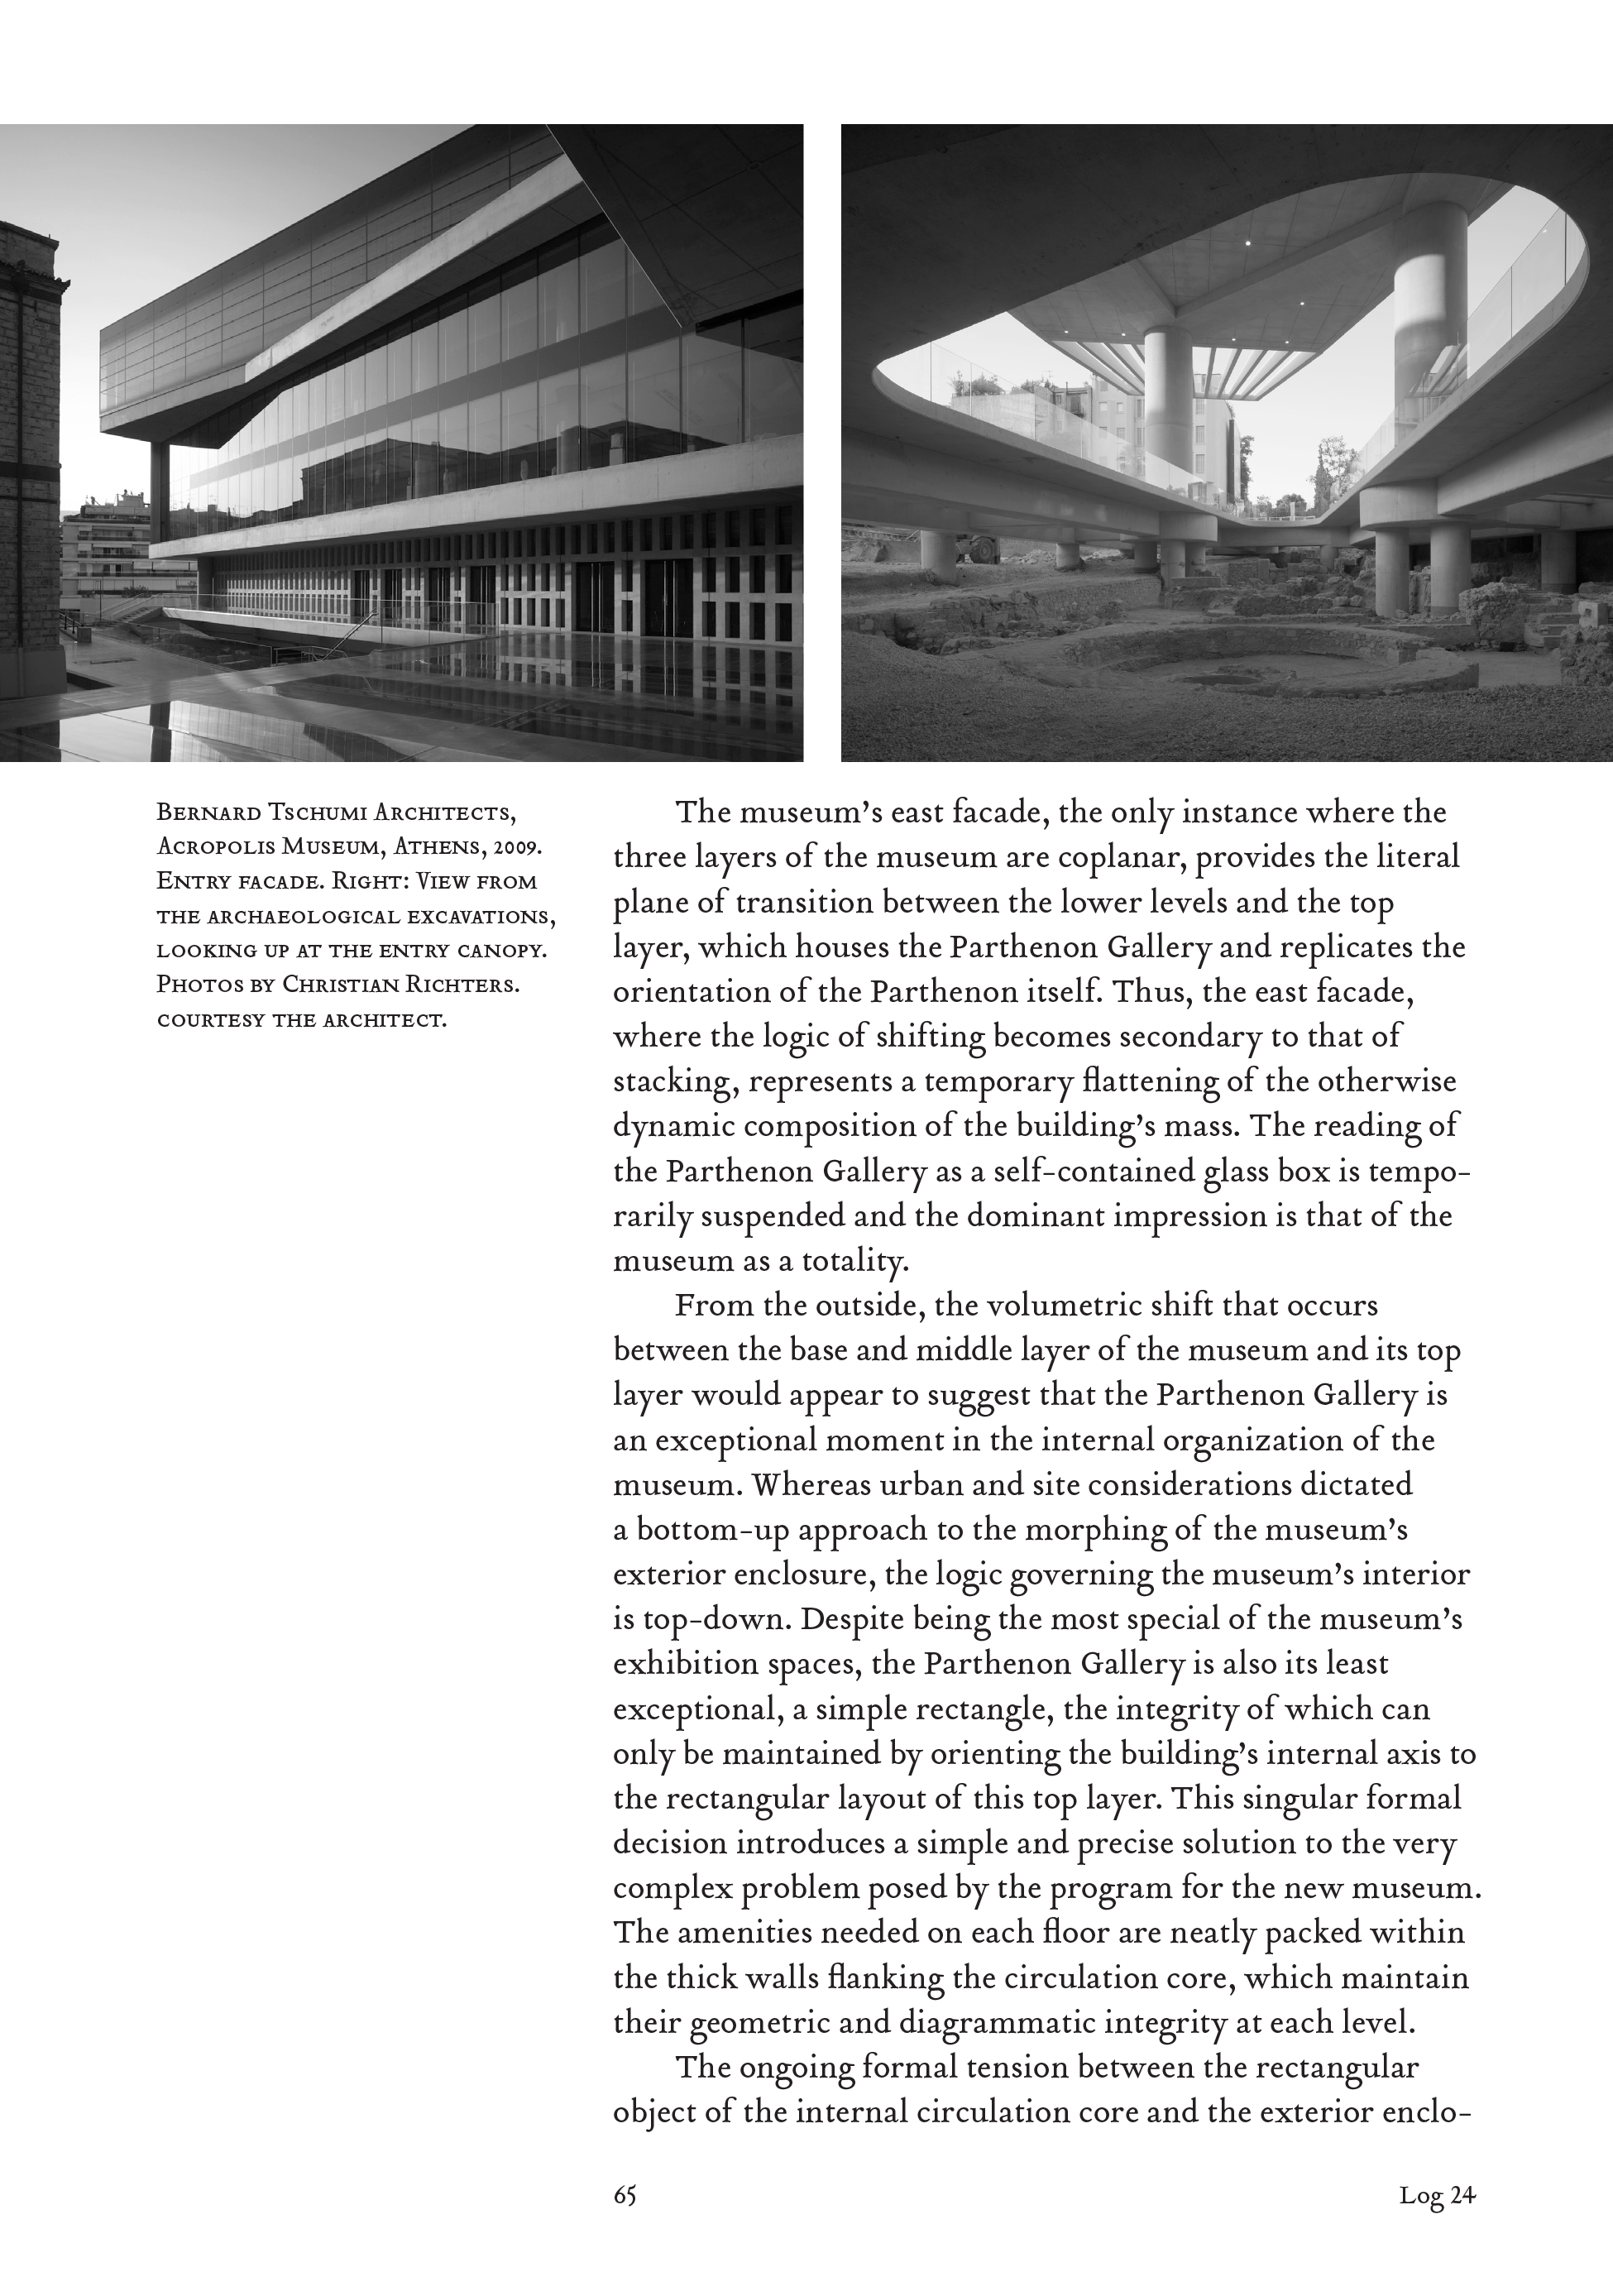 Bernard Tschumi Architects,
Acropolis Museum, Athens, 2009.
Entry facade. Right: View from
the archaeological excavations,
looking up at the entry canopy.
Photos by Christian Richters.
courtesy the architect.
The museum’s east facade, the only instance where the
three layers of the museum are coplanar, provides the literal
plane of transition between the lower levels and the top
layer, which houses the Parthenon Gallery and replicates the
orientation of the Parthenon itself. Thus, the east facade,
where the logic of shifting becomes secondary to that of
stacking, represents a temporary flattening of the otherwise
dynamic composition of the building’s mass. The reading of
the Parthenon Gallery as a self-contained glass box is tempo-
rarily suspended and the dominant impression is that of the
museum as a totality.
From the outside, the volumetric shift that occurs
between the base and middle layer of the museum and its top
layer would appear to suggest that the Parthenon Gallery is
an exceptional moment in the internal organization of the
museum. Whereas urban and site considerations dictated
a bottom-up approach to the morphing of the museum’s
exterior enclosure, the logic governing the museum’s interior
is top-down. Despite being the most special of the museum’s
exhibition spaces, the Parthenon Gallery is also its least
exceptional, a simple rectangle, the integrity of which can
only be maintained by orienting the building’s internal axis to
the rectangular layout of this top layer. This singular formal
decision introduces a simple and precise solution to the very
complex problem posed by the program for the new museum.
The amenities needed on each floor are neatly packed within
the thick walls flanking the circulation core, which maintain
their geometric and diagrammatic integrity at each level.
The ongoing formal tension between the rectangular
object of the internal circulation core and the exterior enclo-
65
Log 24